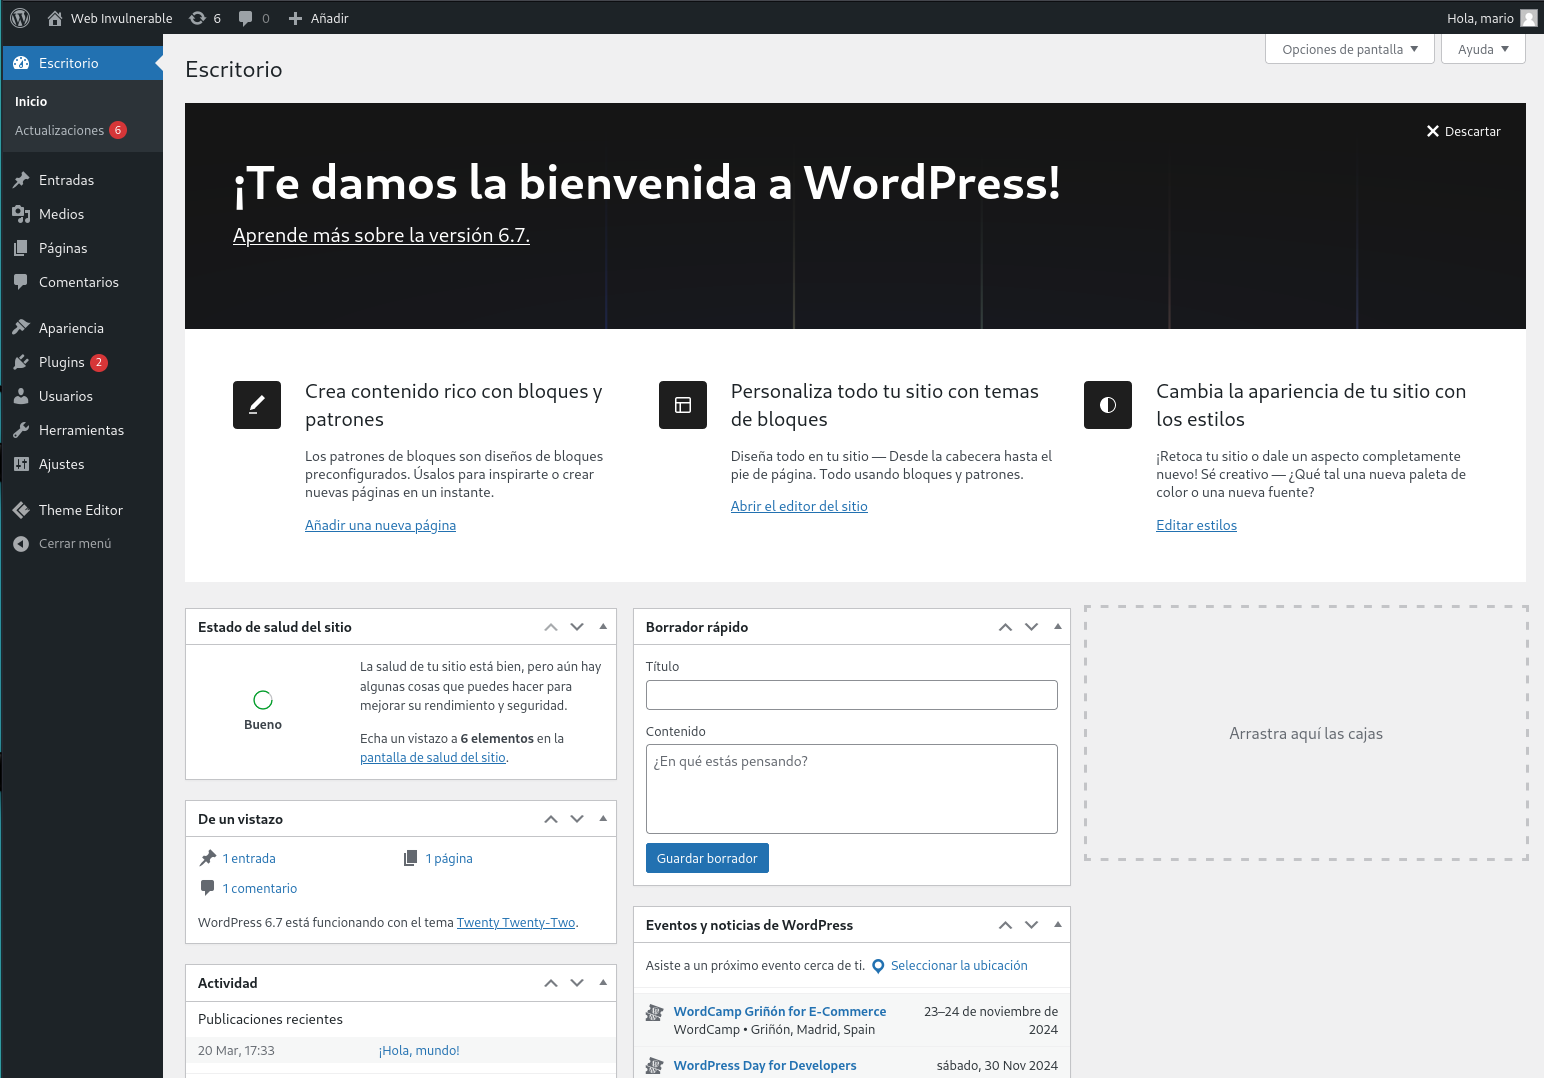 Web Invulnerable
6
0
Añadir
Hola, mario
Escritorio
Inicio
Actualizaciones 6
Entradas
Medios
Páginas
Comentarios
Apariencia
Plugins 2
Usuarios
Herramientas
Ajustes
Theme Editor
Cerrar menú
Opciones de pantalla
Ayuda
Escritorio
Descartar
¡Te damos la bienvenida a WordPress!
Aprende más sobre la versión 6.7.
Crea contenido rico con bloques y
patrones
Los patrones de bloques son diseños de bloques
preconfigurados. Úsalos para inspirarte o crear
nuevas páginas en un instante.
Añadir una nueva página
Personaliza todo tu sitio con temas
de bloques
Diseña todo en tu sitio — Desde la cabecera hasta el
pie de página. Todo usando bloques y patrones.
Abrir el editor del sitio
Cambia la apariencia de tu sitio con
los estilos
¡Retoca tu sitio o dale un aspecto completamente
nuevo! Sé creativo — ¿Qué tal una nueva paleta de
color o una nueva fuente?
Editar estilos
Estado de salud del sitio
Bueno
La salud de tu sitio está bien, pero aún hay
algunas cosas que puedes hacer para
mejorar su rendimiento y seguridad.
Echa un vistazo a 6 elementos en la
pantalla de salud del sitio.
De un vistazo
1 entrada
1 página
1 comentario
WordPress 6.7 está funcionando con el tema Twenty Twenty-Two.
Actividad
Publicaciones recientes
20 Mar, 17:33
¡Hola, mundo!
Borrador rápido
Título
Contenido
¿En qué estás pensando?
Guardar borrador
Eventos y noticias de WordPress
Asiste a un próximo evento cerca de ti. Seleccionar la ubicación
WordCamp Griñón for E-Commerce
WordCamp • Griñón, Madrid, Spain
23–24 de noviembre de
2024
WordPress Day for Developers
sábado, 30 Nov 2024
Arrastra aquí las cajas